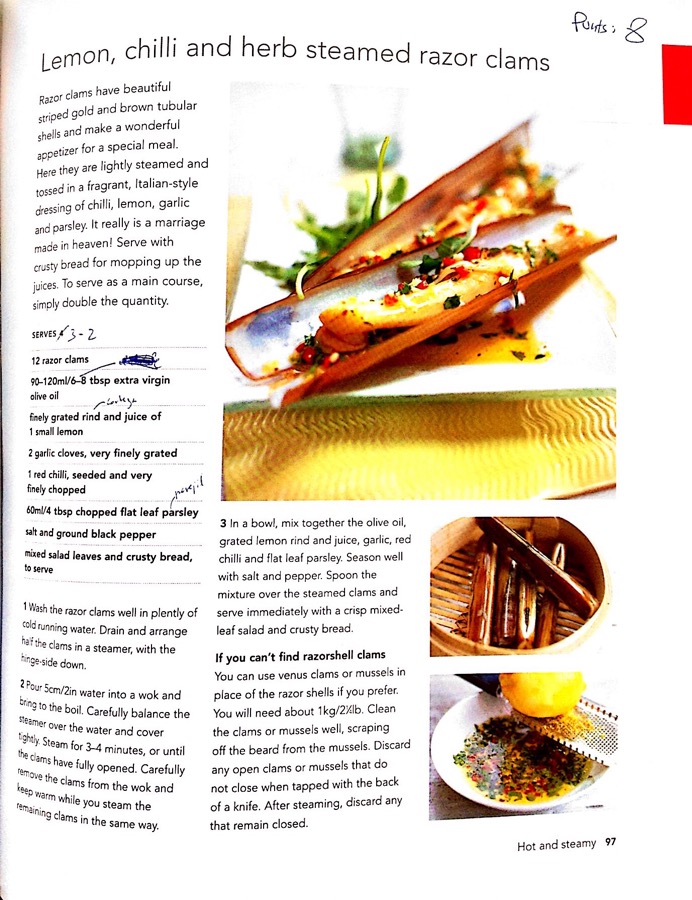 Points: 8
Lemon, chilli and herb steamed razor clams
Razor clams have beautiful
striped gold and brown tubular
shells and make a wonderful
appetizer for a special meal.
Here they are lightly steamed and
tossed in a fragrant, Italian-style
dressing of chilli, lemon, garlic
and parsley. It really is a marriage
made in heaven! Serve with
crusty bread for mopping up the
juices. To serve as a main course,
simply double the quantity.
SERVES 3-2
12 razor clams
90–120ml/6–8 tbsp extra virgin
olive oil
finely grated rind and juice of
1 small lemon
2 garlic cloves, very finely grated
1 red chilli, seeded and very
finely chopped
60ml/4 tbsp chopped flat leaf parsley
salt and ground black pepper
mixed salad leaves and crusty bread,
to serve
1 Wash the razor clams well in plenty of
cold running water. Drain and arrange
half the clams in a steamer, with the
hinge-side down.
2 Pour 5cm/2in water into a wok and
bring to the boil. Carefully balance the
steamer over the water and cover
tightly. Steam for 3–4 minutes, or until
the clams have fully opened. Carefully
remove the clams from the wok and
keep warm while you steam the
remaining clams in the same way.
3 In a bowl, mix together the olive oil,
grated lemon rind and juice, garlic, red
chilli and flat leaf parsley. Season well
with salt and pepper. Spoon the
mixture over the steamed clams and
serve immediately with a crisp mixed-
leaf salad and crusty bread.
If you can't find razorshell clams
You can use venus clams or mussels in
place of the razor shells if you prefer.
You will need about 1kg/2¼lb. Clean
the clams or mussels well, scraping
off the beard from the mussels. Discard
any open clams or mussels that do
not close when tapped with the back
of a knife. After steaming, discard any
that remain closed.
Hot and steamy 97